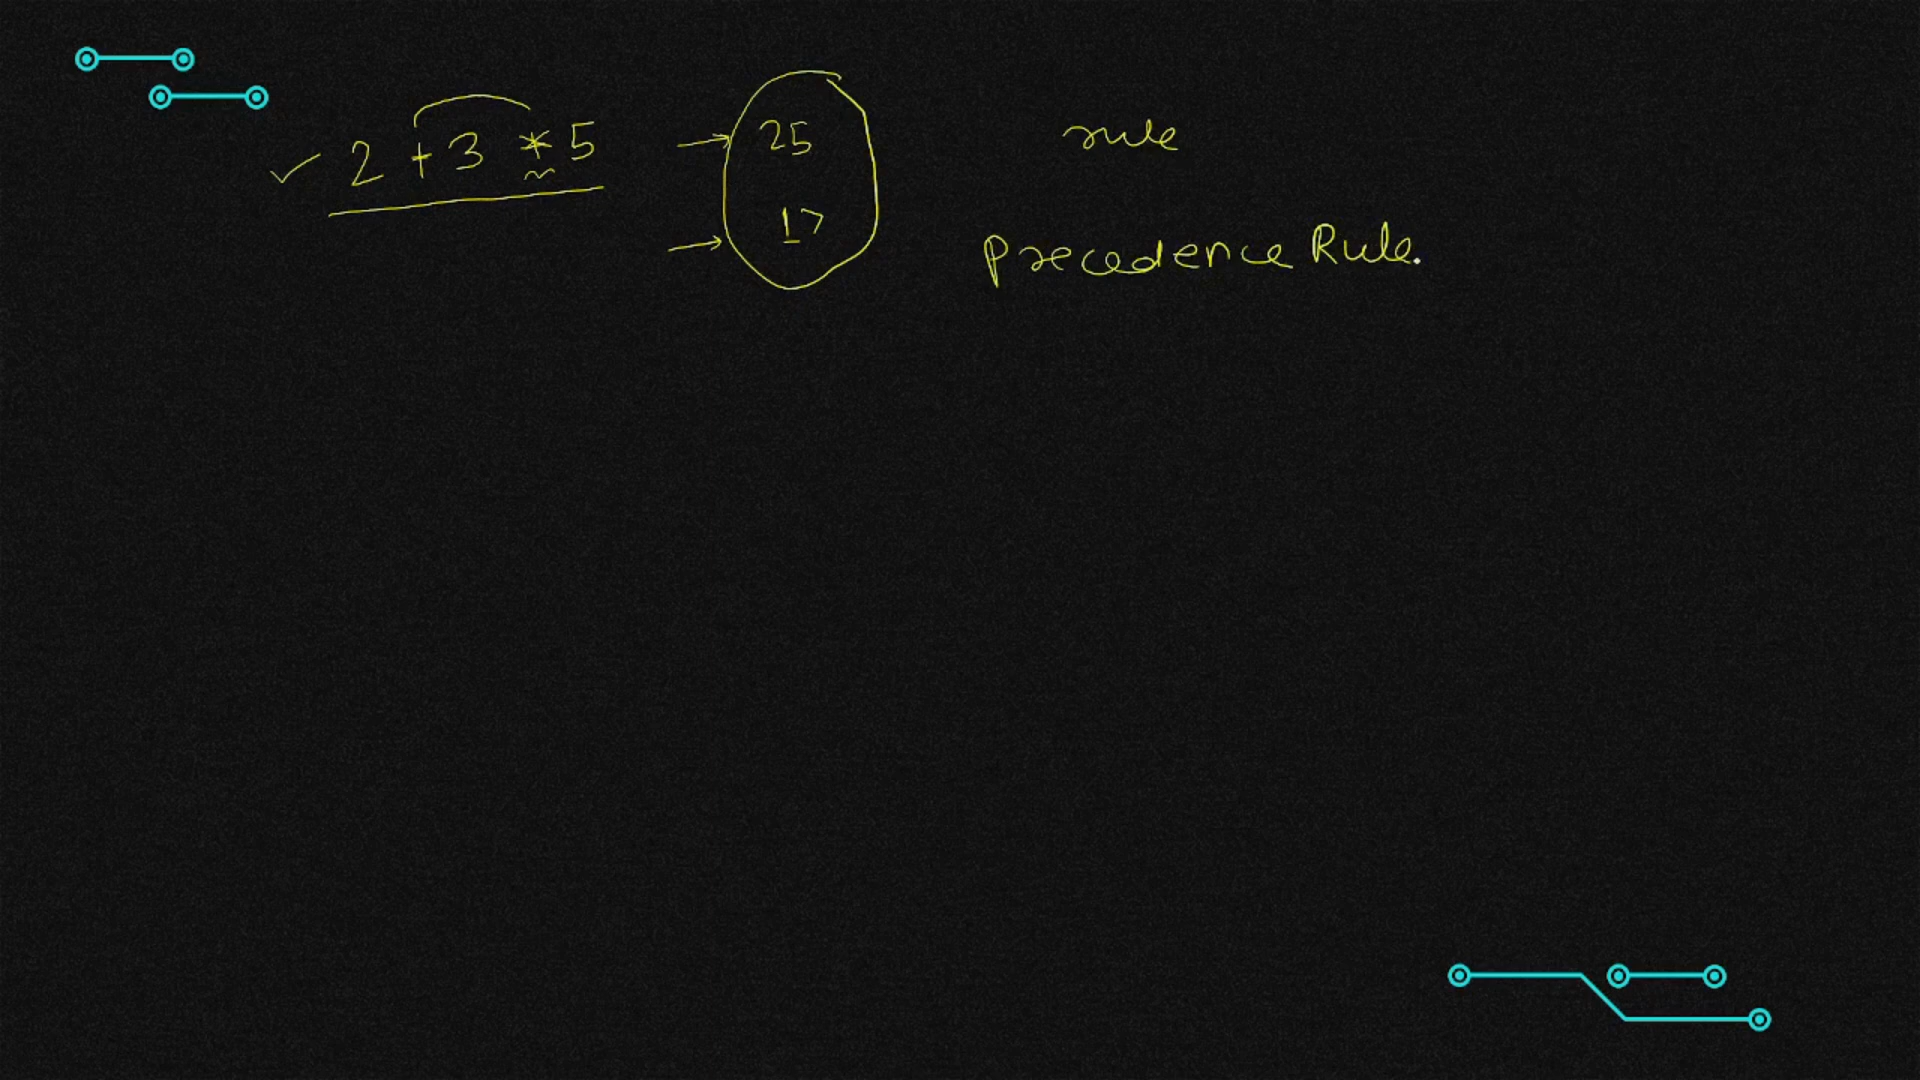 2 + 3 * 5 → 25 rule
→ 17 Precedence Rule.